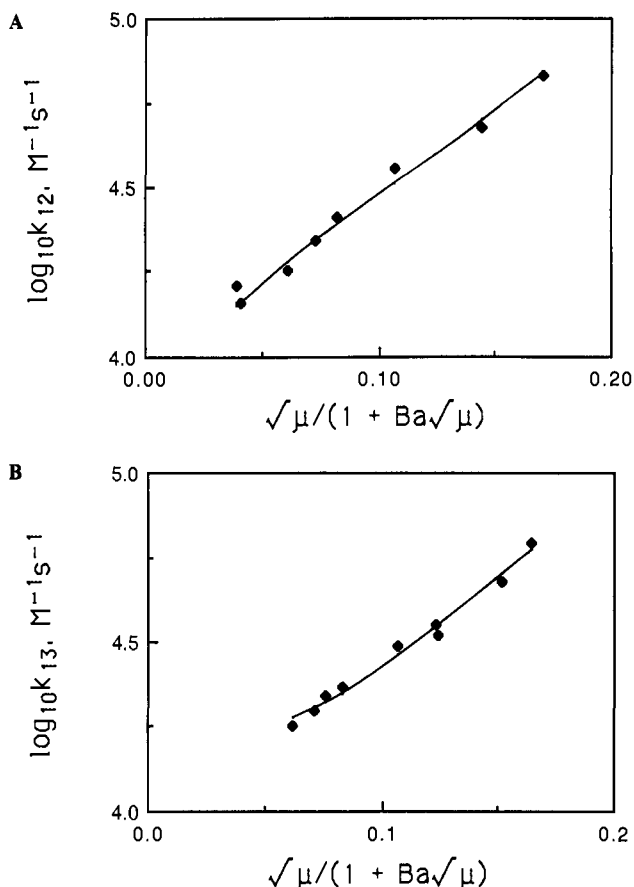 A
log₁₀k₁₂, M⁻¹s⁻¹
5.0
4.5
4.0
0.00
0.10
0.20
√μ/(1 + Ba√μ)
B
log₁₀k₁₃, M⁻¹s⁻¹
5.0
4.5
4.0
0.0
0.1
0.2
√μ/(1 + Ba√μ)